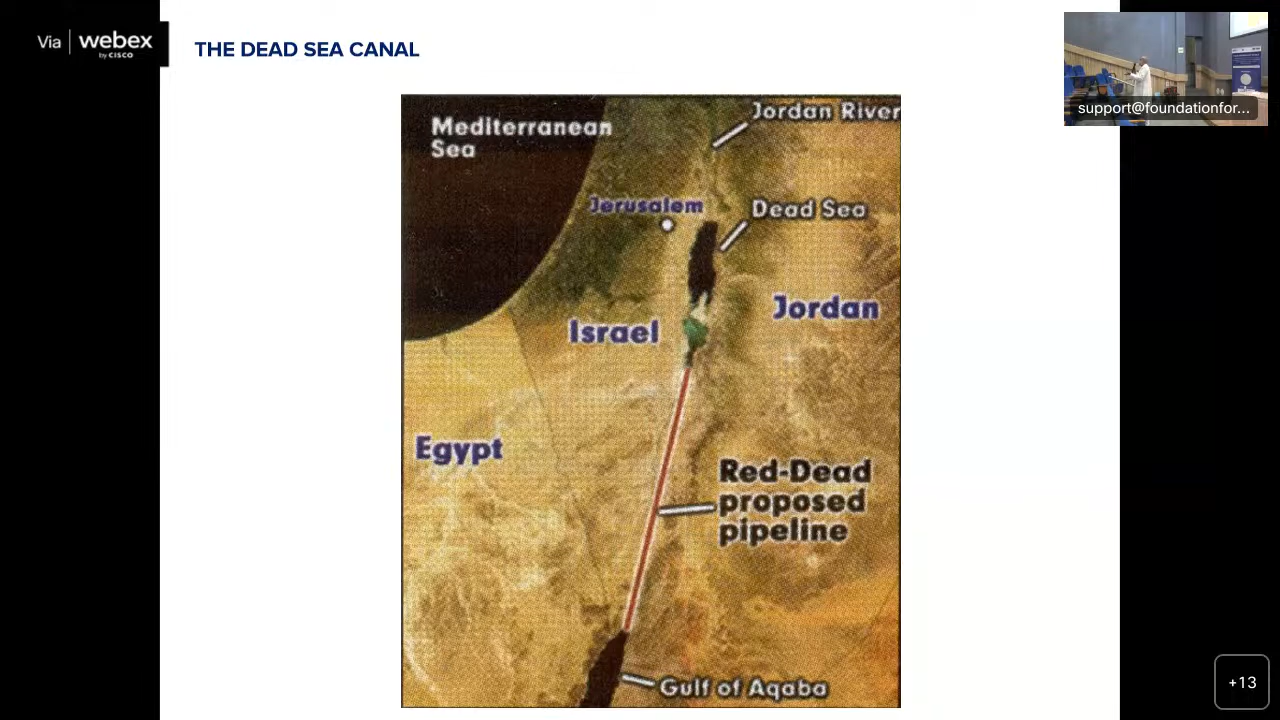 Via | webex
by CISCO
THE DEAD SEA CANAL
support@foundationfor...
Mediterranean
Sea
Jordan River
Jerusalem
Dead Sea
Jordan
Israel
Egypt
Red-Dead
proposed
pipeline
Gulf of Aqaba
+13